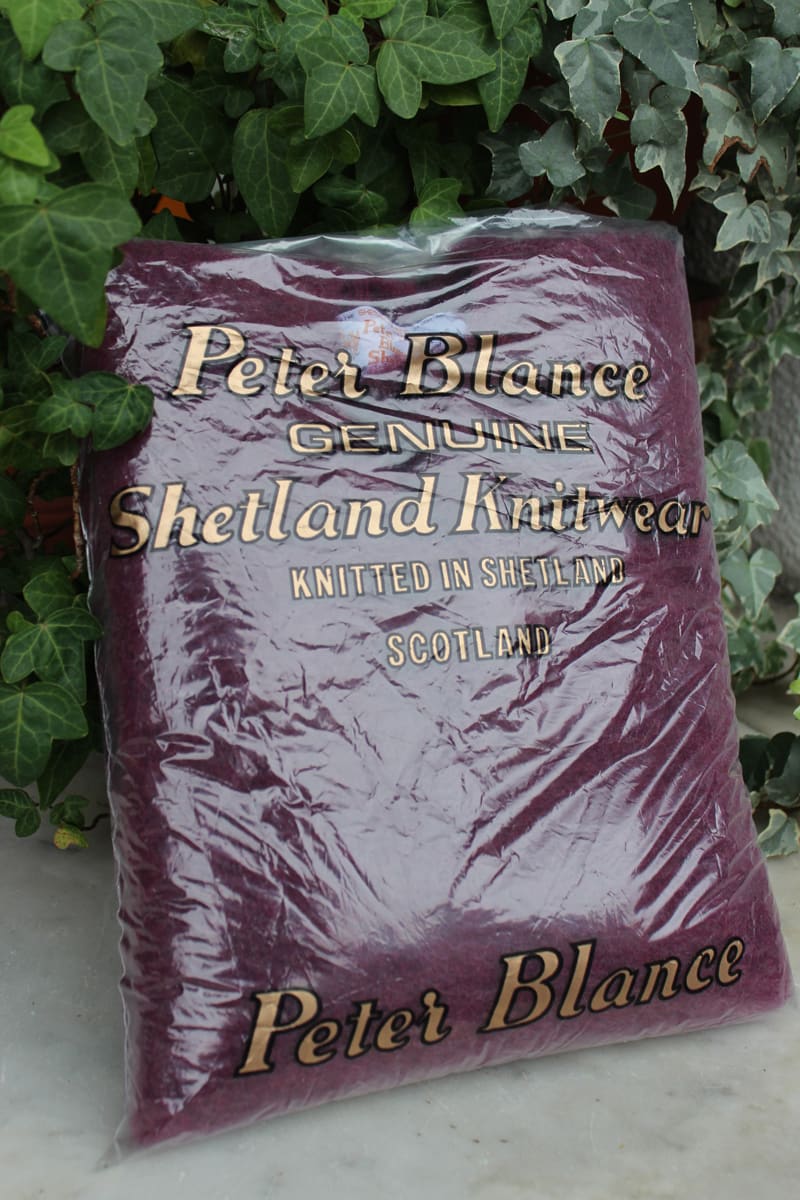 Peter Blance
GENUINE
Shetland Knitwear
KNITTED IN SHETLAND
SCOTLAND
Peter Blance